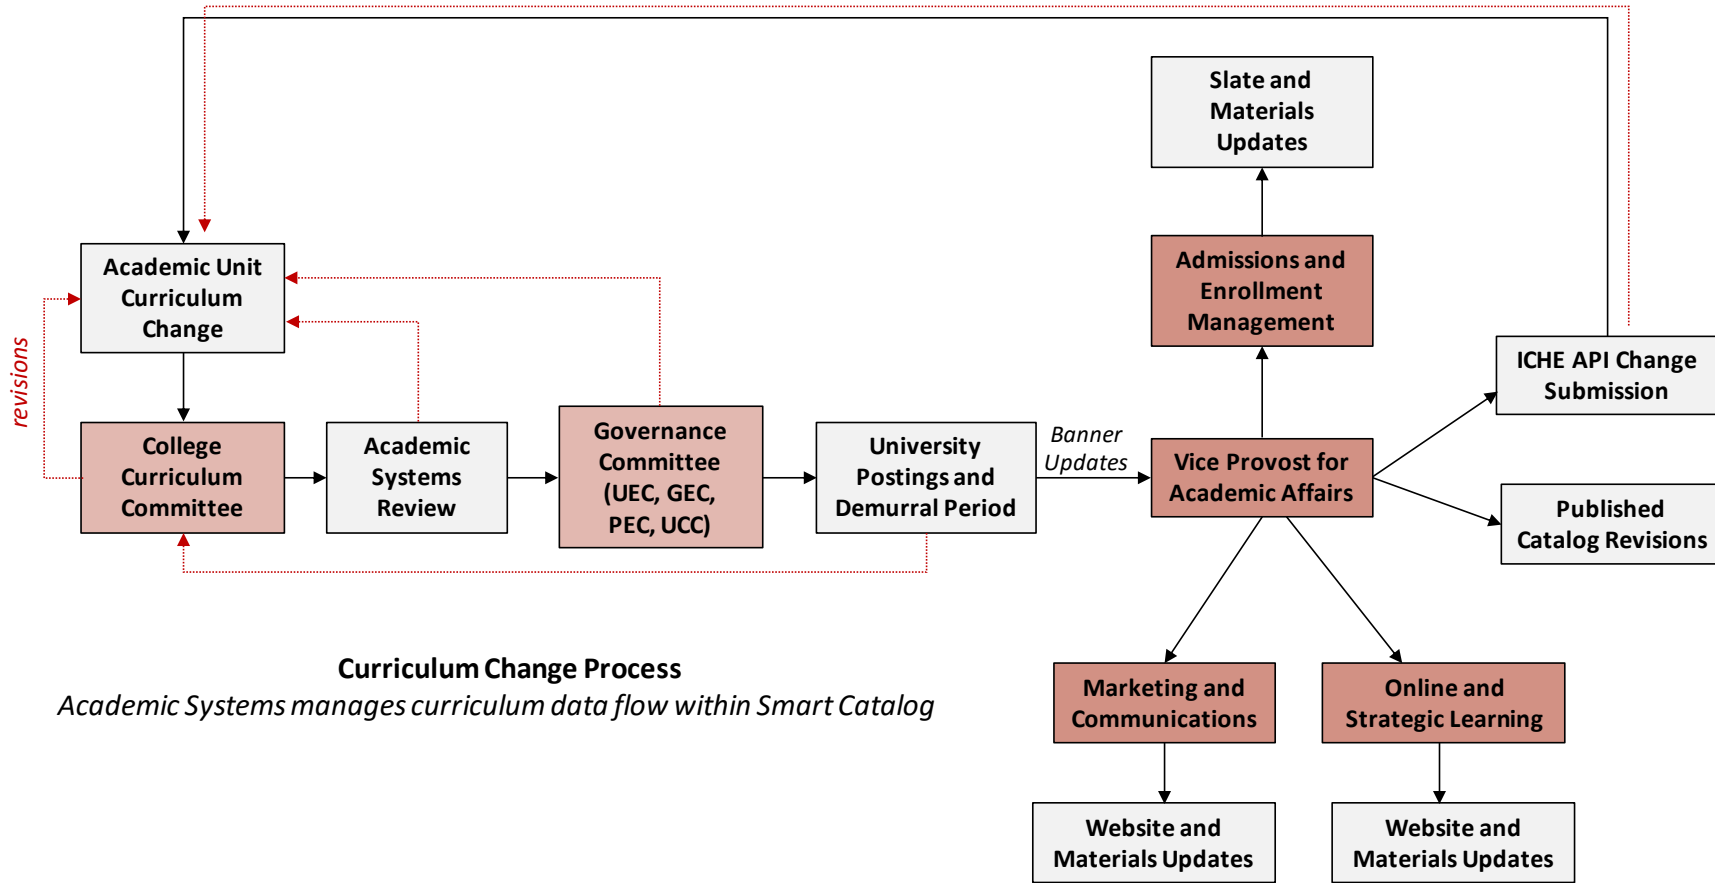 Slate and
Materials
Updates
Academic Unit
Curriculum
Change
Admissions and
Enrollment
Management
revisions
ICHE API Change
Submission
College
Curriculum
Committee
Academic
Systems
Review
Governance
Committee
(UEC, GEC,
PEC, UCC)
University
Postings and
Demurral Period
Banner
Updates
Vice Provost for
Academic Affairs
Published
Catalog Revisions
Curriculum Change Process
Academic Systems manages curriculum data flow within Smart Catalog
Marketing and
Communications
Online and
Strategic Learning
Website and
Materials Updates
Website and
Materials Updates